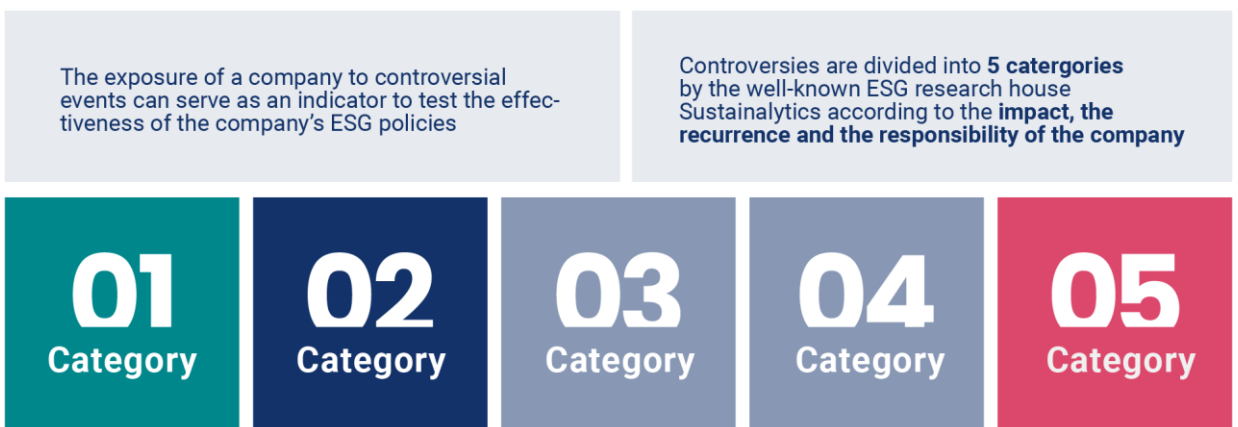 The exposure of a company to controversial
events can serve as an indicator to test the effec-
tiveness of the company's ESG policies
Controversies are divided into 5 catergories
by the well-known ESG research house
Sustainalytics according to the impact, the
recurrence and the responsibility of the company
01
Category
02
Category
03
Category
04
Category
05
Category